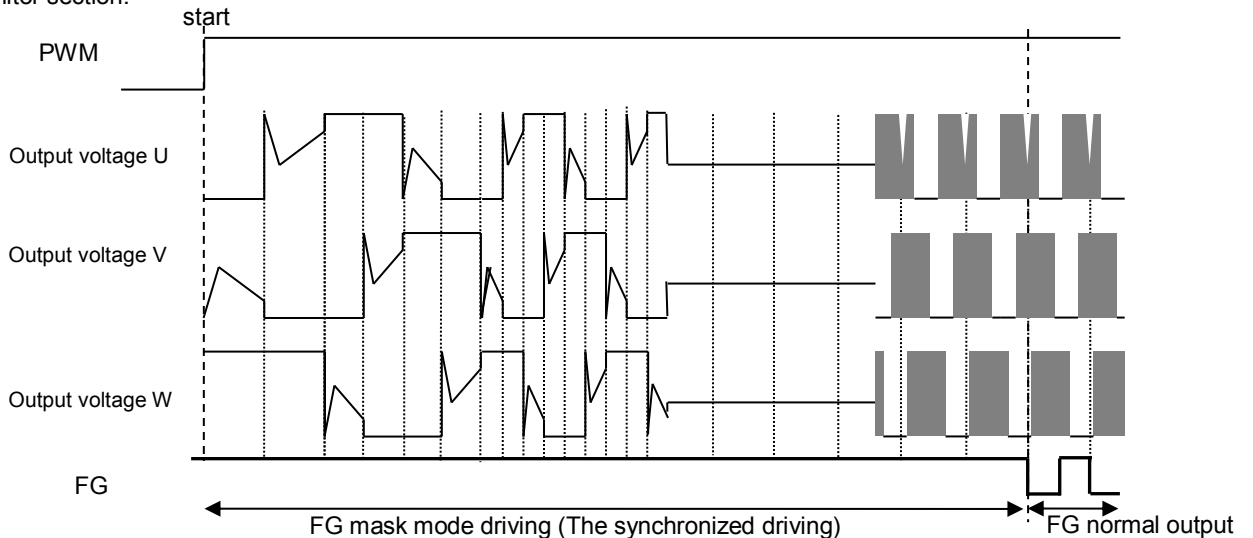 start
PWM
Output voltage U
Output voltage V
Output voltage W
FG
FG mask mode driving (The synchronized driving)
FG normal output